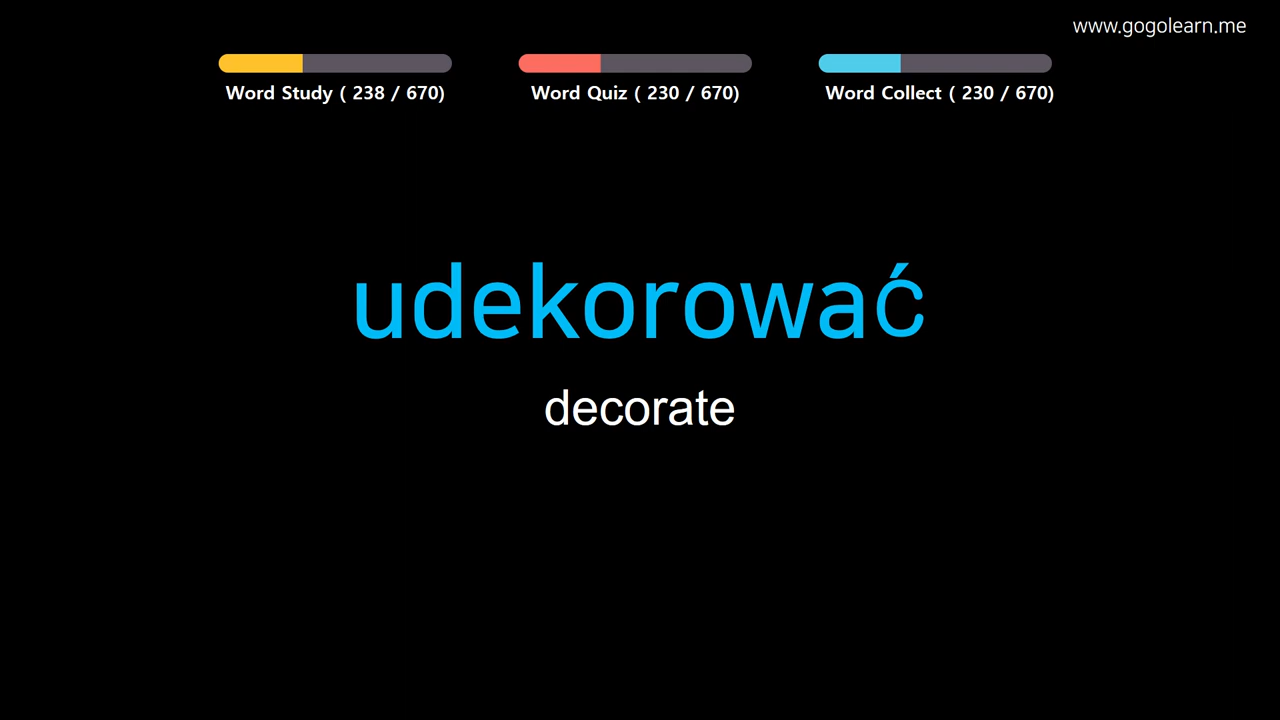 www.gogolearn.me
Word Study ( 238 / 670)
Word Quiz ( 230 / 670)
Word Collect ( 230 / 670)
udekorować
decorate